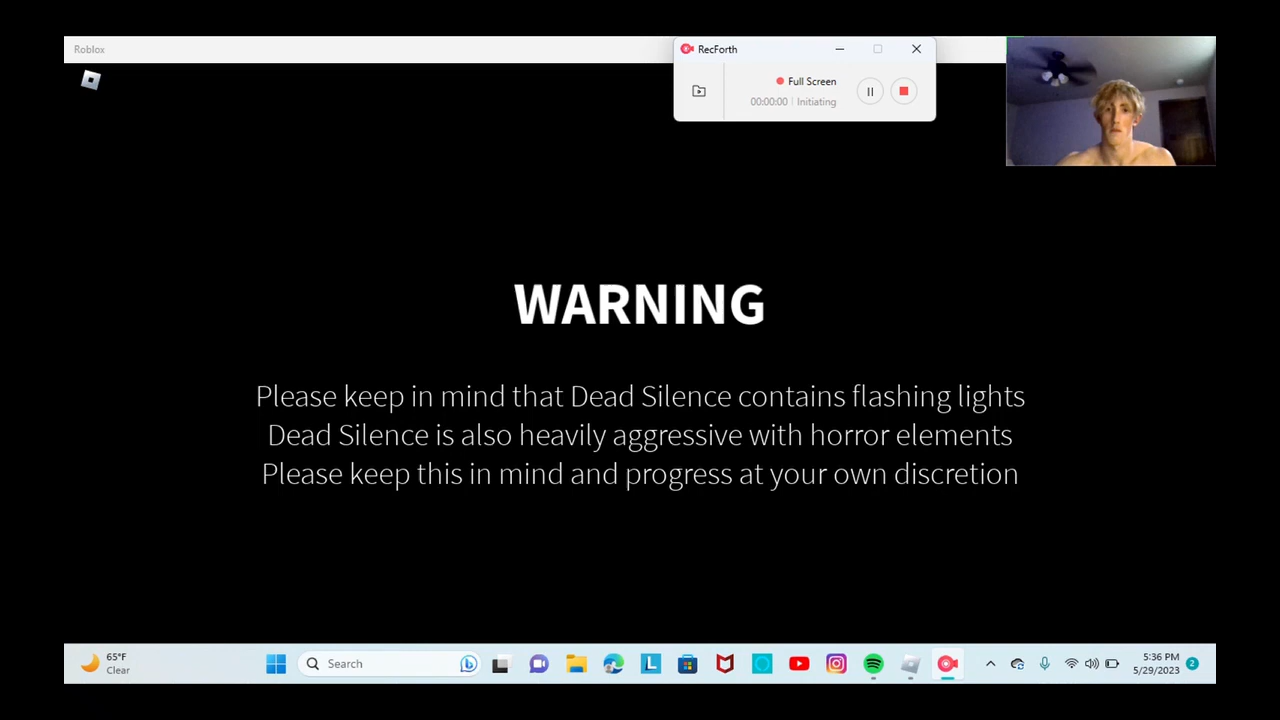 Roblox
RecForth
Full Screen
00:00:00 | Initiating
WARNING
Please keep in mind that Dead Silence contains flashing lights
Dead Silence is also heavily aggressive with horror elements
Please keep this in mind and progress at your own discretion
65°F
Clear
Search
L
5:36 PM
5/29/2023
2